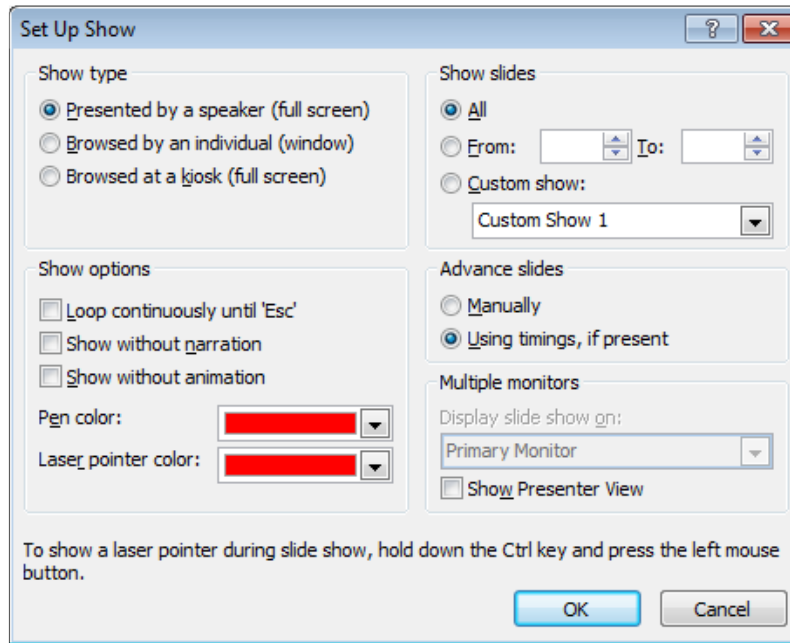 Set Up Show
Show type
Presented by a speaker (full screen)
Browsed by an individual (window)
Browsed at a kiosk (full screen)
Show slides
All
From: To:
Custom show:
Custom Show 1
Show options
Loop continuously until 'Esc'
Show without narration
Show without animation
Pen color:
Laser pointer color:
Advance slides
Manually
Using timings, if present
Multiple monitors
Display slide show on:
Primary Monitor
Show Presenter View
To show a laser pointer during slide show, hold down the Ctrl key and press the left mouse
button.
OK Cancel